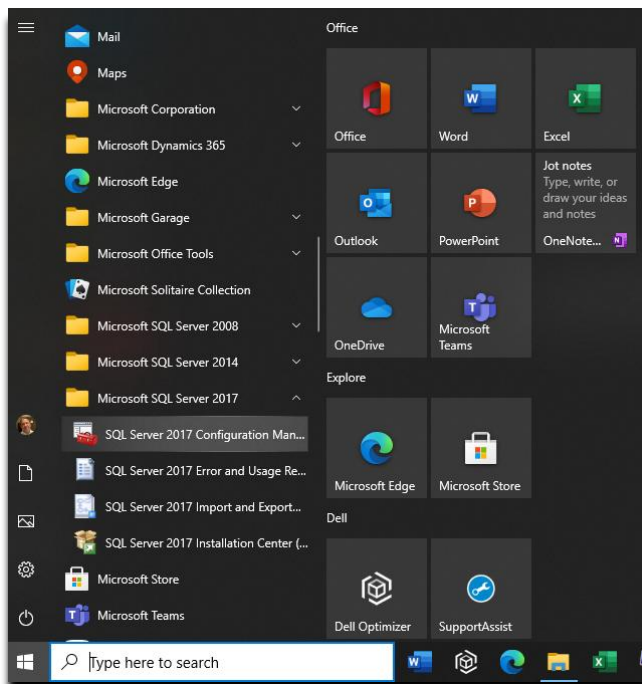 Mail
Maps
Microsoft Corporation
Microsoft Dynamics 365
Microsoft Edge
Microsoft Garage
Microsoft Office Tools
Microsoft Solitaire Collection
Microsoft SQL Server 2008
Microsoft SQL Server 2014
Microsoft SQL Server 2017
SQL Server 2017 Configuration Man...
SQL Server 2017 Error and Usage Re...
SQL Server 2017 Import and Export...
SQL Server 2017 Installation Center (...
Microsoft Store
Microsoft Teams
Office
Office
Word
Excel
Outlook
PowerPoint
Jot notes
Type, write, or
draw your ideas
and notes
OneNote...
OneDrive
Microsoft
Teams
Explore
Microsoft Edge
Microsoft Store
Dell
Dell Optimizer
SupportAssist
Type here to search